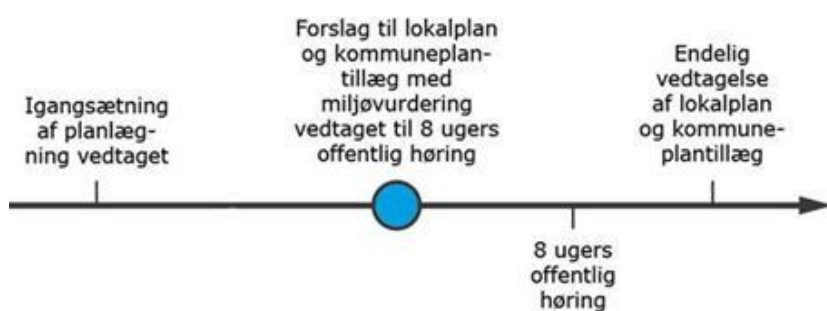 Igangsætning
af planlæg-
ning vedtaget
Forslag til lokalplan
og kommuneplan-
tillæg med
miljøvurdering
vedtaget til 8 ugers
offentlig høring
8 ugers
offentlig
høring
Endelig
vedtagelse
af lokalplan
og kommune-
plantillæg